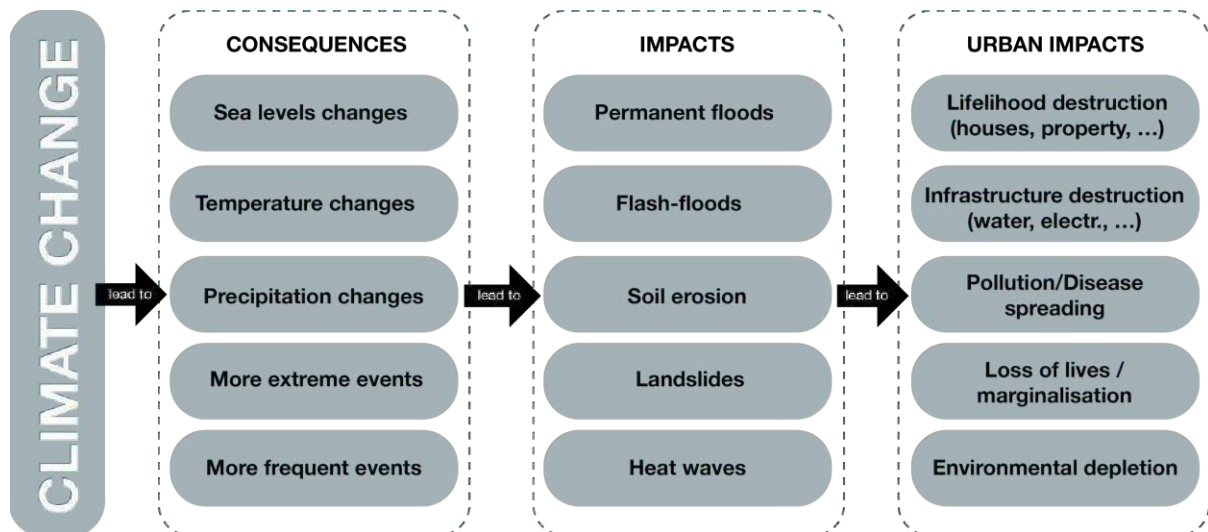 CLIMATE CHANGE
lead to
CONSEQUENCES
Sea levels changes
Temperature changes
Precipitation changes
More extreme events
More frequent events
lead to
IMPACTS
Permanent floods
Flash-floods
Soil erosion
Landslides
Heat waves
lead to
URBAN IMPACTS
Lifelihood destruction
(houses, property, ...)
Infrastructure destruction
(water, electr., ...)
Pollution/Disease
spreading
Loss of lives /
marginalisation
Environmental depletion